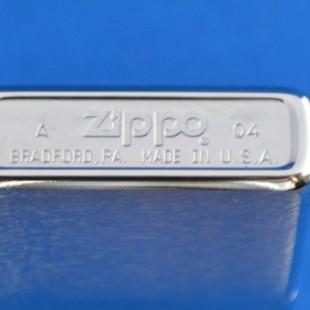 A Zippo® 04
BRADFORD, PA. MADE IN U.S.A.